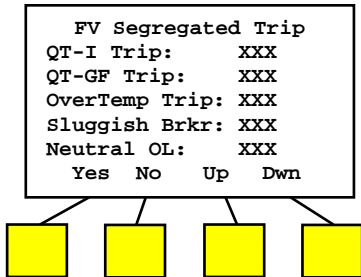 FV Segregated Trip
QT-I Trip: XXX
QT-GF Trip: XXX
OverTemp Trip: XXX
Sluggish Brkr: XXX
Neutral OL: XXX
Yes No Up Dwn